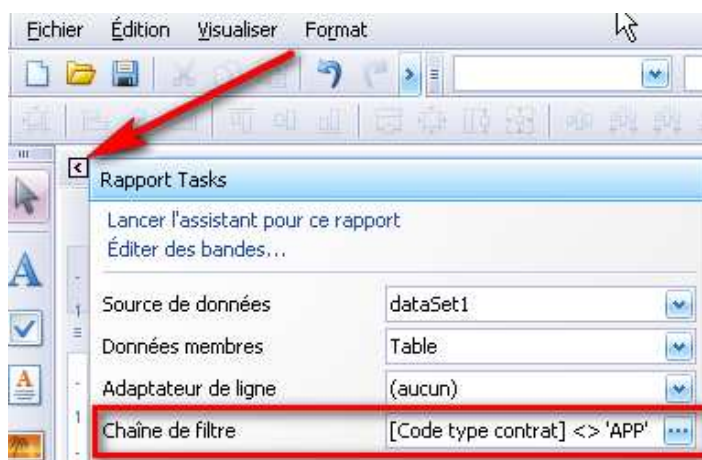 Fichier Édition Visualiser Format
Rapport Tasks
Lancer l'assistant pour ce rapport
Éditer des bandes...
Source de données dataSet1
Données membres Table
Adaptateur de ligne (aucun)
Chaîne de filtre [Code type contrat] <> 'APP' ...